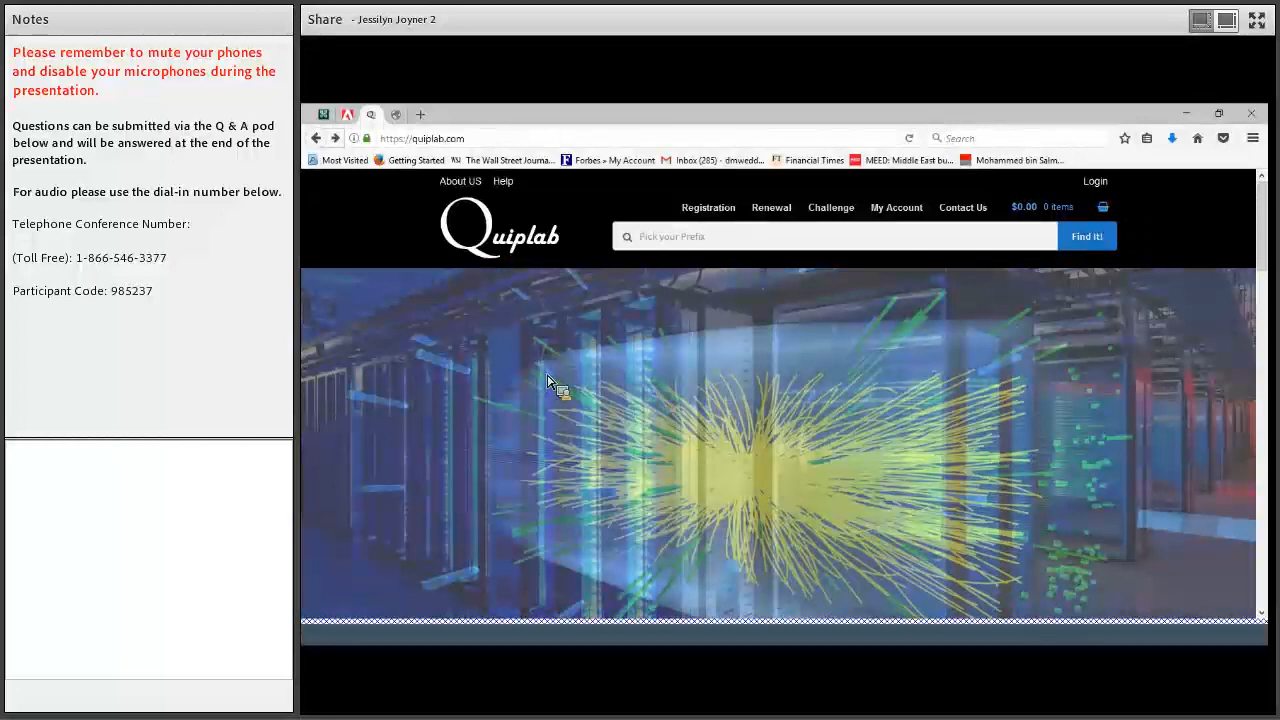 Notes
Please remember to mute your phones
and disable your microphones during the
presentation.
Questions can be submitted via the Q & A pod
below and will be answered at the end of the
presentation.
For audio please use the dial-in number below.
Telephone Conference Number:
(Toll Free): 1-866-546-3377
Participant Code: 985237
Share - Jessilyn Joyner 2
https://quiplab.com
Search
Most Visited Getting Started The Wall Street Journa... Forbes » My Account Inbox (285) - dmwedd... Financial Times MEED: Middle East bu... Mohammed bin Salm...
About US Help Login
Quiplab
Registration Renewal Challenge My Account Contact Us $0.00 0 items
Pick your Prefix Find It!